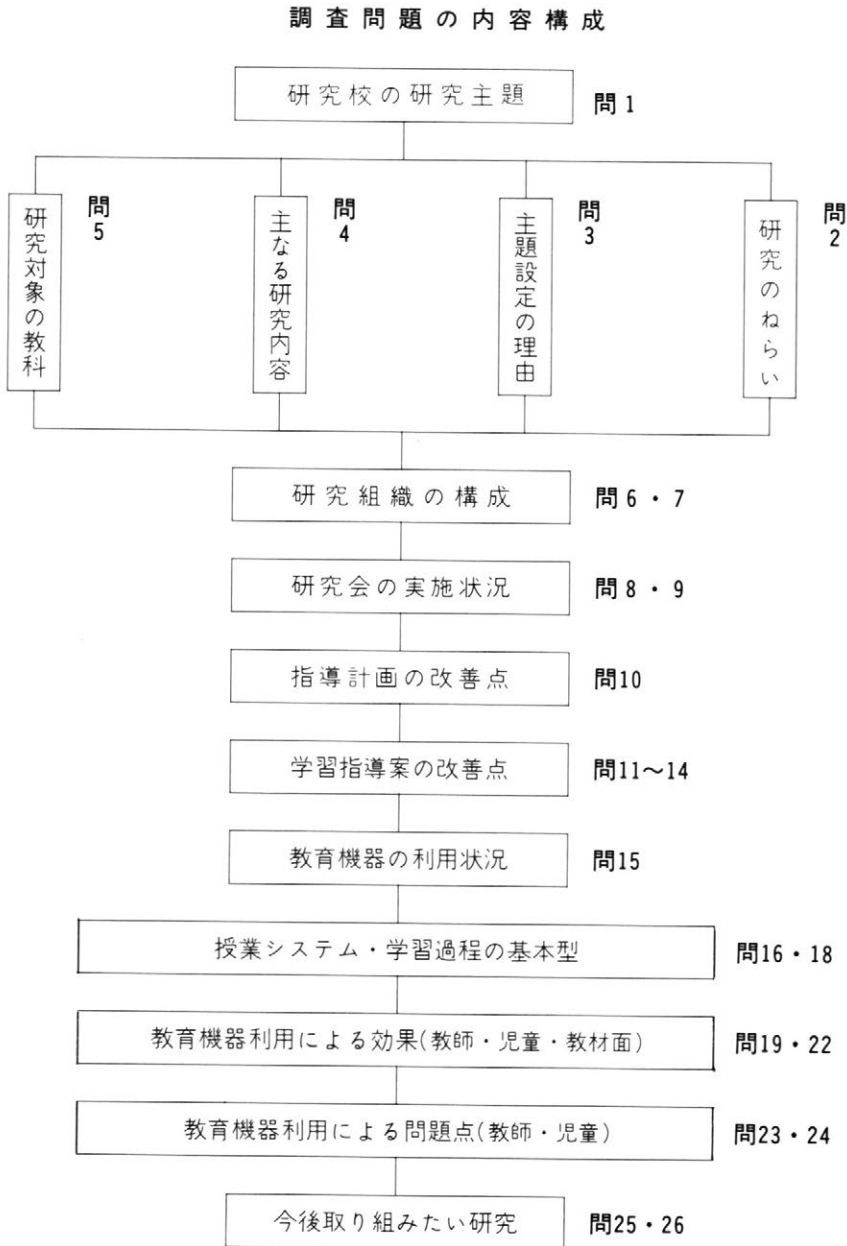 調査問題の内容構成
研究校の研究主題
問1
研究のねらい
問2
主題設定の理由
問3
主なる研究内容
問4
研究対象の教科
問5
研究組織の構成
問6・7
研究会の実施状況
問8・9
指導計画の改善点
問10
学習指導案の改善点
問11〜14
教育機器の利用状況
問15
授業システム・学習過程の基本型
問16・18
教育機器利用による効果(教師・児童・教材面)
問19・22
教育機器利用による問題点(教師・児童)
問23・24
今後取り組みたい研究
問25・26